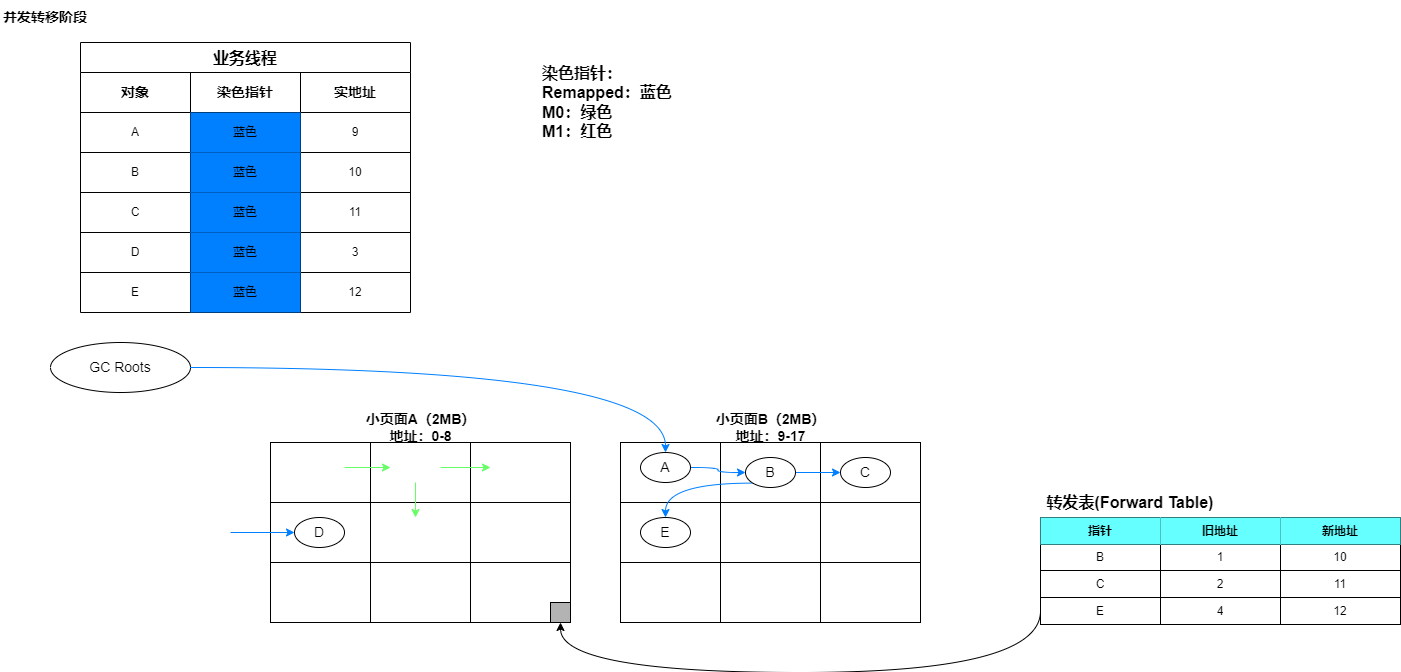 并发转移阶段
业务线程
对象 染色指针 实地址
A 蓝色 9
B 蓝色 10
C 蓝色 11
D 蓝色 3
E 蓝色 12
染色指针：
Remapped：蓝色
M0：绿色
M1：红色
GC Roots
小页面A（2MB）
地址：0-8
D
小页面B（2MB）
地址：9-17
A B C
E
转发表(Forward Table)
指针 旧地址 新地址
B 1 10
C 2 11
E 4 12